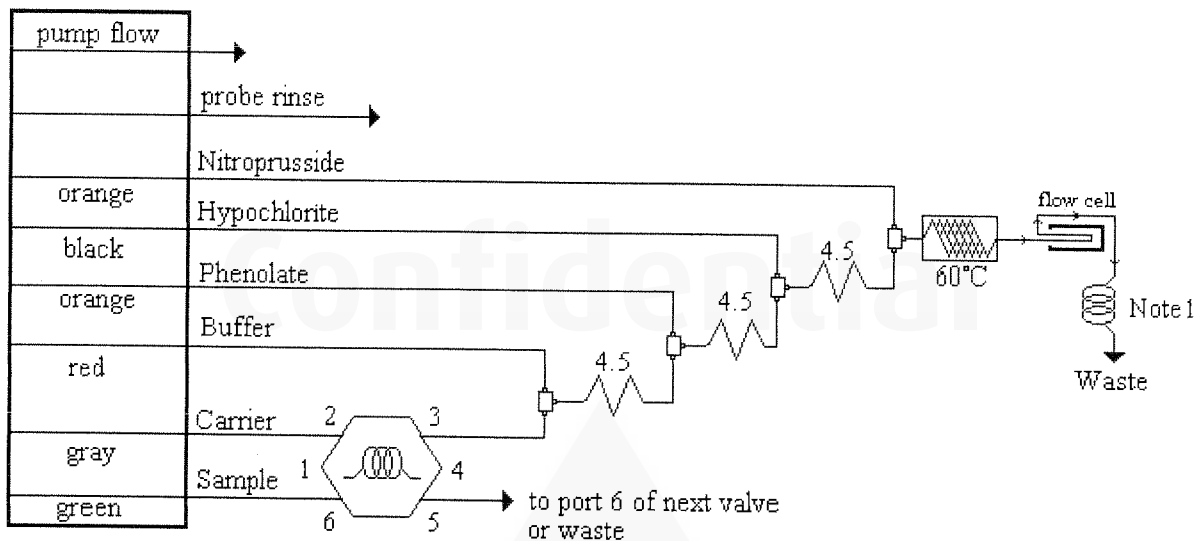 pump flow
probe rinse
Nitroprusside
orange
Hypochlorite
black
Phenolate
orange
Buffer
red
Carrier
gray
Sample
green
2
3
1
4
6
5
4.5
4.5
4.5
60°C
flow cell
Note 1
Waste
to port 6 of next valve
or waste
Confidential